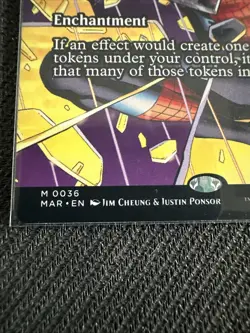 Enchantment
If an effect would create one
tokens under your control, it
that many of those tokens in
M 0036
MAR • EN Jim Cheung & Justin Ponsor